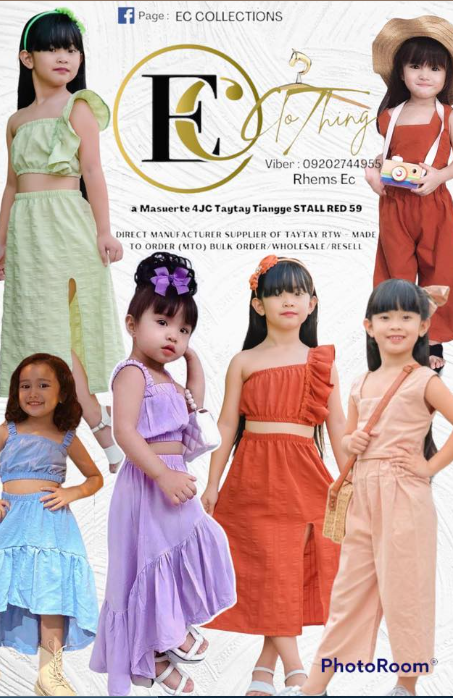 Page : EC COLLECTIONS
EC
Clothing
Viber : 09202744955
Rhems Ec
a Masuerte 4JC Taytay Tiangge STALL RED 59
DIRECT MANUFACTURER SUPPLIER OF TAYTAY RTW - MADE
TO ORDER (MTO) BULK ORDER/WHOLESALE/RESELL
PhotoRoom®